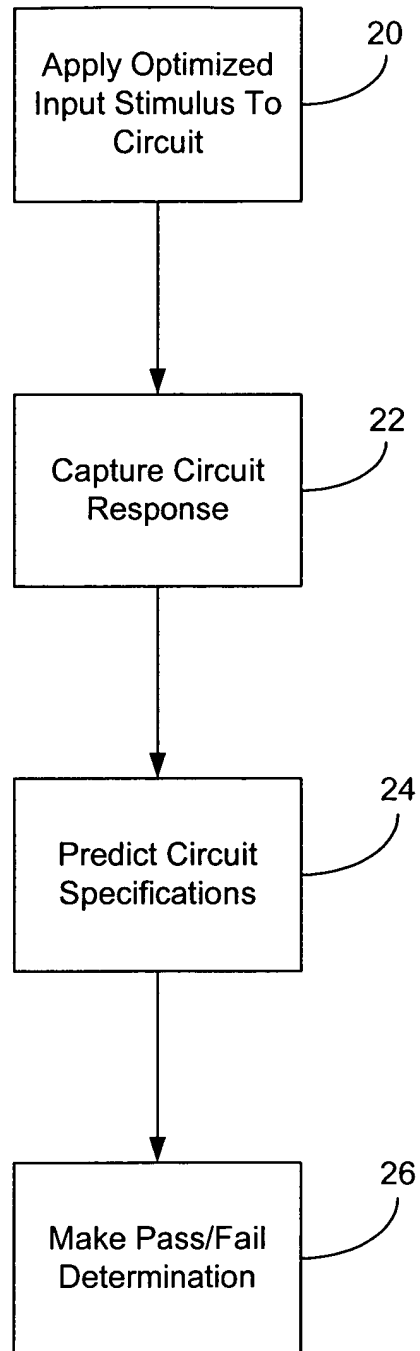 Apply Optimized
Input Stimulus To
Circuit
20
Capture Circuit
Response
22
Predict Circuit
Specifications
24
Make Pass/Fail
Determination
26